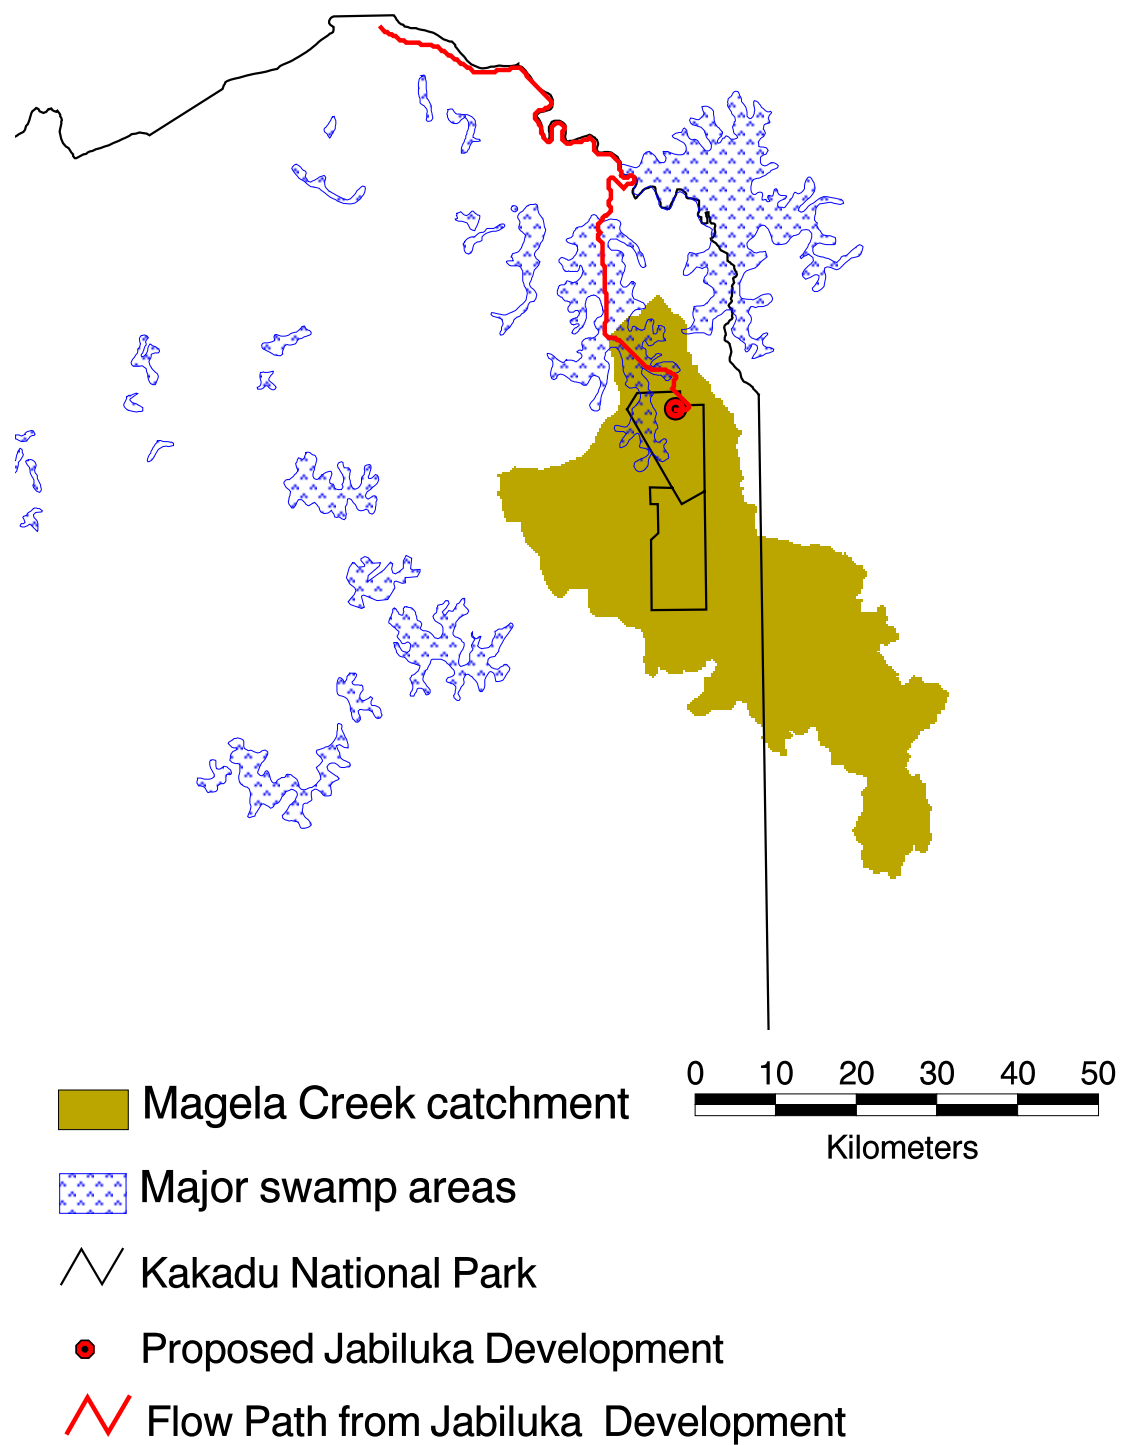 0 10 20 30 40 50
Kilometers
Magela Creek catchment
Major swamp areas
Kakadu National Park
Proposed Jabiluka Development
Flow Path from Jabiluka Development